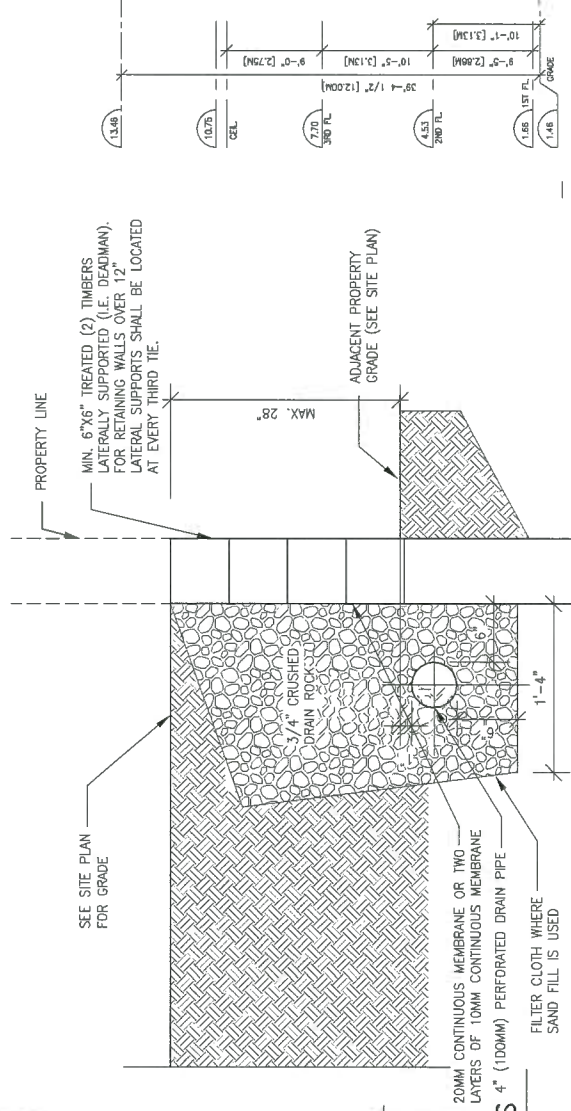 PROPERTY LINE
MIN. 6"X6" TREATED (2) TIMBERS
LATERALLY SUPPORTED (I.E. DEADMAN).
FOR RETAINING WALLS OVER 12"
LATERAL SUPPORTS SHALL BE LOCATED
AT EVERY THIRD TIE.
SEE SITE PLAN
FOR GRADE
MAX. 28"
ADJACENT PROPERTY
GRADE (SEE SITE PLAN)
3/4" CRUSHED
DRAIN ROCK
6"
6"
1'-4"
20MM CONTINUOUS MEMBRANE OR TWO
LAYERS OF 10MM CONTINUOUS MEMBRANE
4" (100MM) PERFORATED DRAIN PIPE
FILTER CLOTH WHERE
SAND FILL IS USED
S
13.46
10.75
CEIL.
7.70
3RD FL.
4.53
2ND FL.
1.66
1ST FL.
1.46
GRADE
39'-4 1/2" [12.00M]
9'-0" [2.75M]
10'-5" [3.13M]
9'-5" [2.88M]
10'-1" [3.13M]